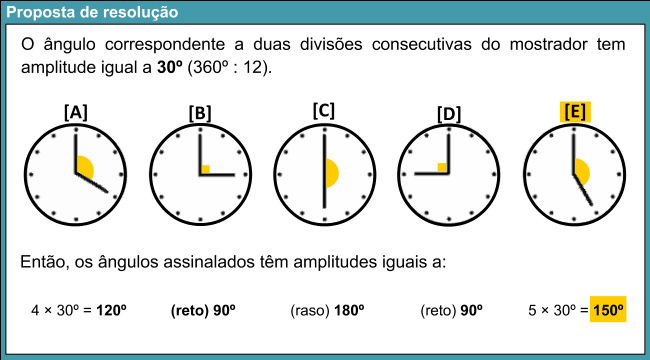 Proposta de resolução
O ângulo correspondente a duas divisões consecutivas do mostrador tem
amplitude igual a 30º (360º : 12).
[A] [B] [C] [D] [E]
Então, os ângulos assinalados têm amplitudes iguais a:
4 × 30º = 120º (reto) 90º (raso) 180º (reto) 90º 5 × 30º = 150º